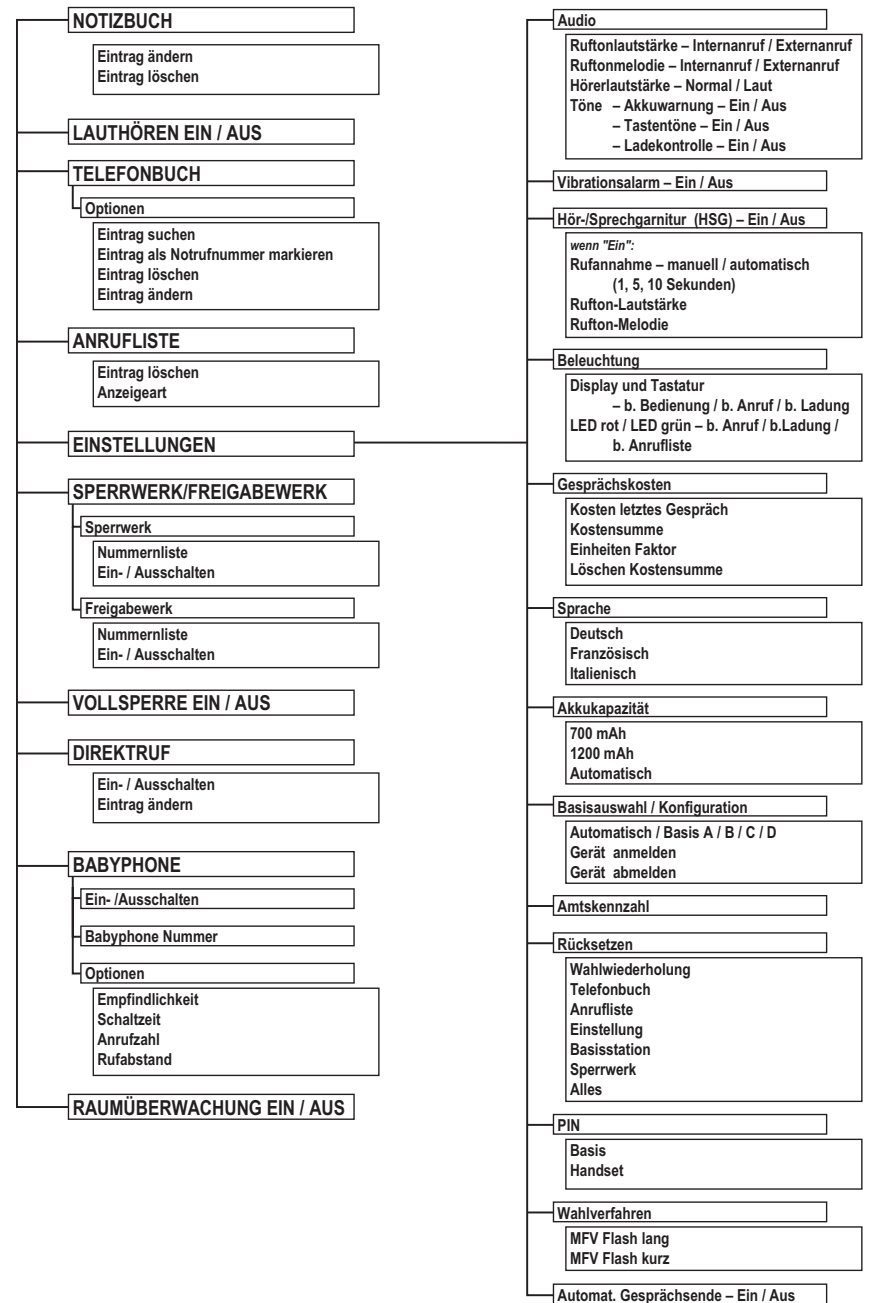 NOTIZBUCH
Eintrag ändern
Eintrag löschen
LAUTHÖREN EIN / AUS
TELEFONBUCH
Optionen
Eintrag suchen
Eintrag als Notrufnummer markieren
Eintrag löschen
Eintrag ändern
ANRUFLISTE
Eintrag löschen
Anzeigeart
EINSTELLUNGEN
SPERRWERK/FREIGABEWERK
Sperrwerk
Nummernliste
Ein- / Ausschalten
Freigabewerk
Nummernliste
Ein- / Ausschalten
VOLLSPERRE EIN / AUS
DIREKTRUF
Ein- / Ausschalten
Eintrag ändern
BABYPHONE
Ein- /Ausschalten
Babyphone Nummer
Optionen
Empfindlichkeit
Schaltzeit
Anrufzahl
Rufabstand
RAUMÜBERWACHUNG EIN / AUS
Audio
Ruftonlautstärke – Internanruf / Externanruf
Ruftonmelodie – Internanruf / Externanruf
Hörerlautstärke – Normal / Laut
Töne – Akkuwarnung – Ein / Aus
– Tastentöne – Ein / Aus
– Ladekontrolle – Ein / Aus
Vibrationsalarm – Ein / Aus
Hör-/Sprechgarnitur (HSG) – Ein / Aus
wenn "Ein":
Rufannahme – manuell / automatisch
(1, 5, 10 Sekunden)
Rufton-Lautstärke
Rufton-Melodie
Beleuchtung
Display und Tastatur
– b. Bedienung / b. Anruf / b. Ladung
LED rot / LED grün – b. Anruf / b.Ladung /
b. Anrufliste
Gesprächskosten
Kosten letztes Gespräch
Kostensumme
Einheiten Faktor
Löschen Kostensumme
Sprache
Deutsch
Französisch
Italienisch
Akkukapazität
700 mAh
1200 mAh
Automatisch
Basisauswahl / Konfiguration
Automatisch / Basis A / B / C / D
Gerät anmelden
Gerät abmelden
Amtskennzahl
Rücksetzen
Wahlwiederholung
Telefonbuch
Anrufliste
Einstellung
Basisstation
Sperrwerk
Alles
PIN
Basis
Handset
Wahlverfahren
MFV Flash lang
MFV Flash kurz
Automat. Gesprächsende – Ein / Aus